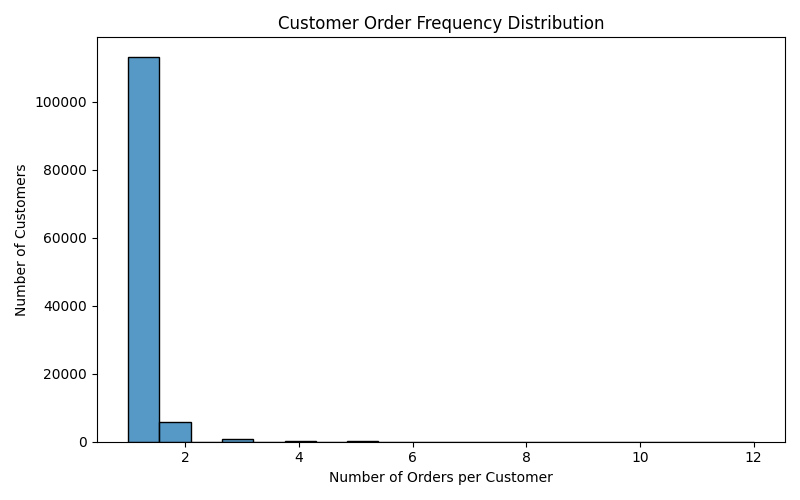 Customer Order Frequency Distribution
100000
80000
60000
40000
20000
0
Number of Customers
2 4 6 8 10 12
Number of Orders per Customer